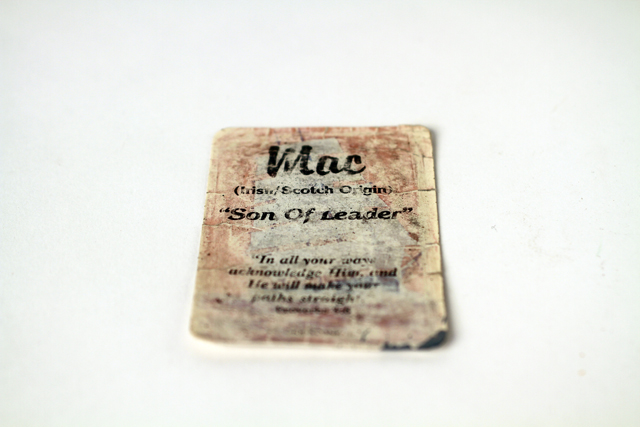 Mac
(Irish/Scotch Origin)
"Son Of Leader"
"In all your ways
acknowledge Him, and
He will make your
paths straigh